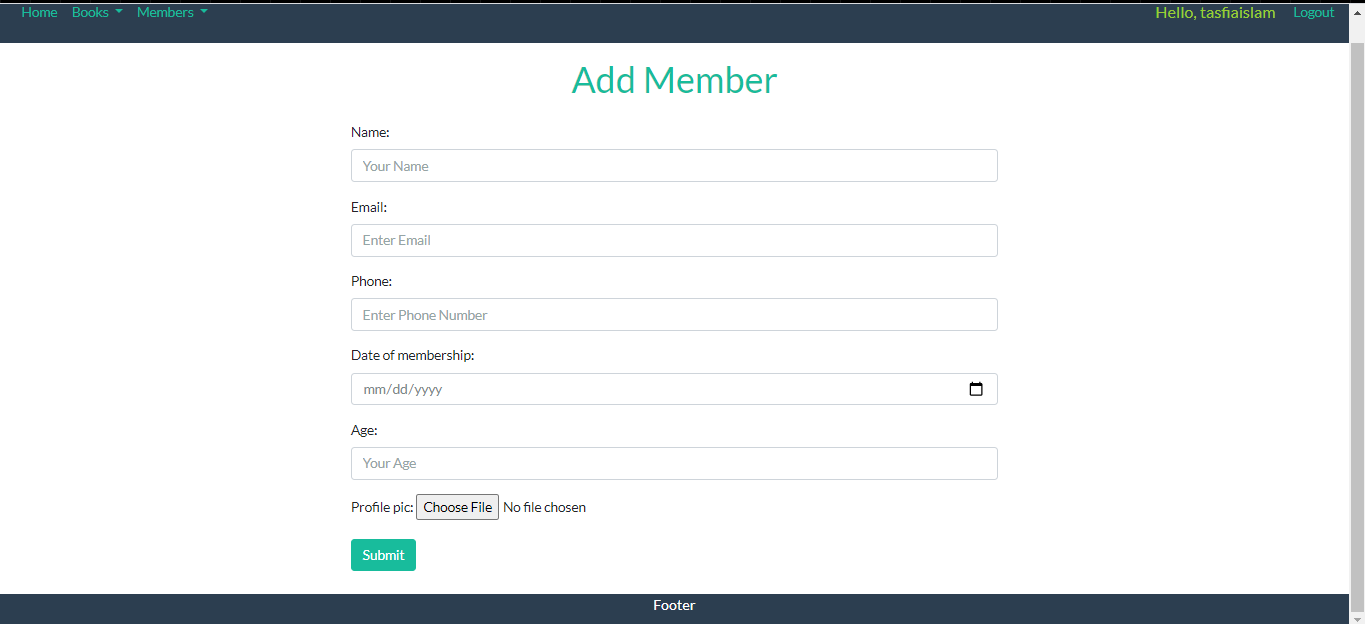 Home Books Members Hello, tasfiaislam Logout
Add Member
Name:
Your Name
Email:
Enter Email
Phone:
Enter Phone Number
Date of membership:
mm/dd/yyyy
Age:
Your Age
Profile pic: Choose File No file chosen
Submit
Footer